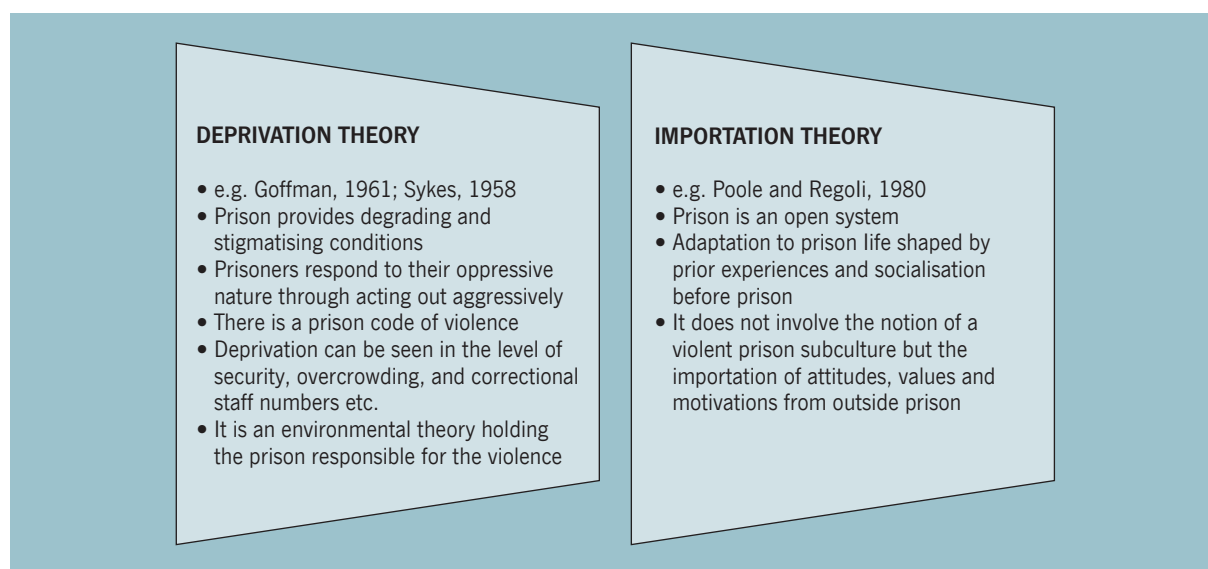 DEPRIVATION THEORY
• e.g. Goffman, 1961; Sykes, 1958
• Prison provides degrading and
stigmatising conditions
• Prisoners respond to their oppressive
nature through acting out aggressively
• There is a prison code of violence
• Deprivation can be seen in the level of
security, overcrowding, and correctional
staff numbers etc.
• It is an environmental theory holding
the prison responsible for the violence
IMPORTATION THEORY
• e.g. Poole and Regoli, 1980
• Prison is an open system
• Adaptation to prison life shaped by
prior experiences and socialisation
before prison
• It does not involve the notion of a
violent prison subculture but the
importation of attitudes, values and
motivations from outside prison